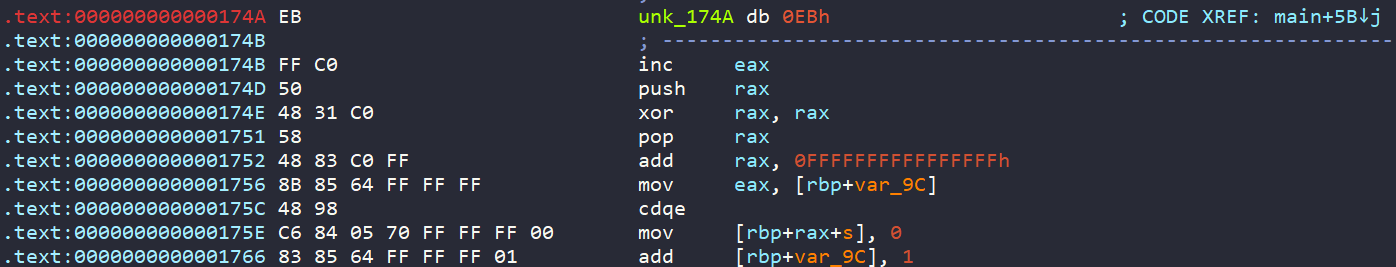 .text:000000000000174A EB unk_174A db 0EBh ; CODE XREF: main+5B↓j
.text:000000000000174B ; ---------------------------------------------------------------
.text:000000000000174B FF C0 inc eax
.text:000000000000174D 50 push rax
.text:000000000000174E 48 31 C0 xor rax, rax
.text:0000000000001751 58 pop rax
.text:0000000000001752 48 83 C0 FF add rax, 0FFFFFFFFFFFFFFFFh
.text:0000000000001756 8B 85 64 FF FF FF mov eax, [rbp+var_9C]
.text:000000000000175C 48 98 cdqe
.text:000000000000175E C6 84 05 70 FF FF FF 00 mov [rbp+rax+s], 0
.text:0000000000001766 83 85 64 FF FF FF 01 add [rbp+var_9C], 1